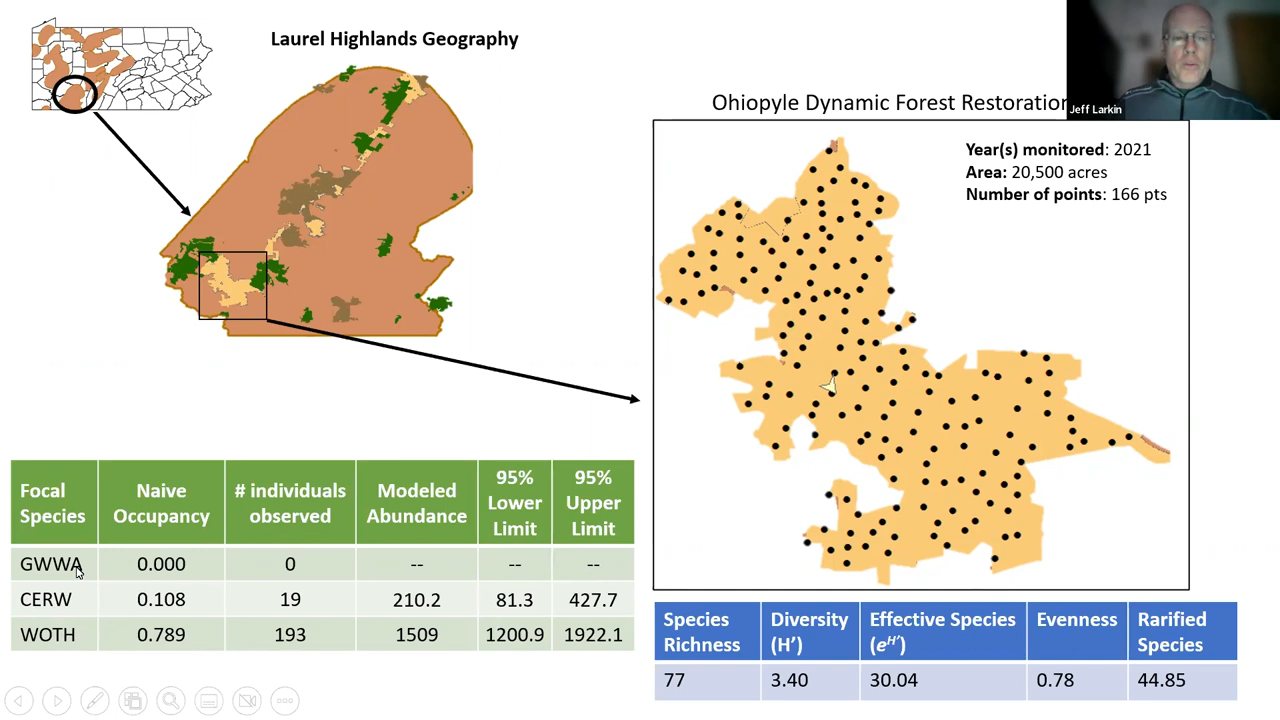 Laurel Highlands Geography
Jeff Larkin
Ohiopyle Dynamic Forest Restoration
Year(s) monitored: 2021
Area: 20,500 acres
Number of points: 166 pts
Focal Species | Naive Occupancy | # individuals observed | Modeled Abundance | 95% Lower Limit | 95% Upper Limit
GWWA | 0.000 | 0 | -- | -- | --
CERW | 0.108 | 19 | 210.2 | 81.3 | 427.7
WOTH | 0.789 | 193 | 1509 | 1200.9 | 1922.1
Species Richness | Diversity (H’) | Effective Species (eH’) | Evenness | Rarified Species
77 | 3.40 | 30.04 | 0.78 | 44.85